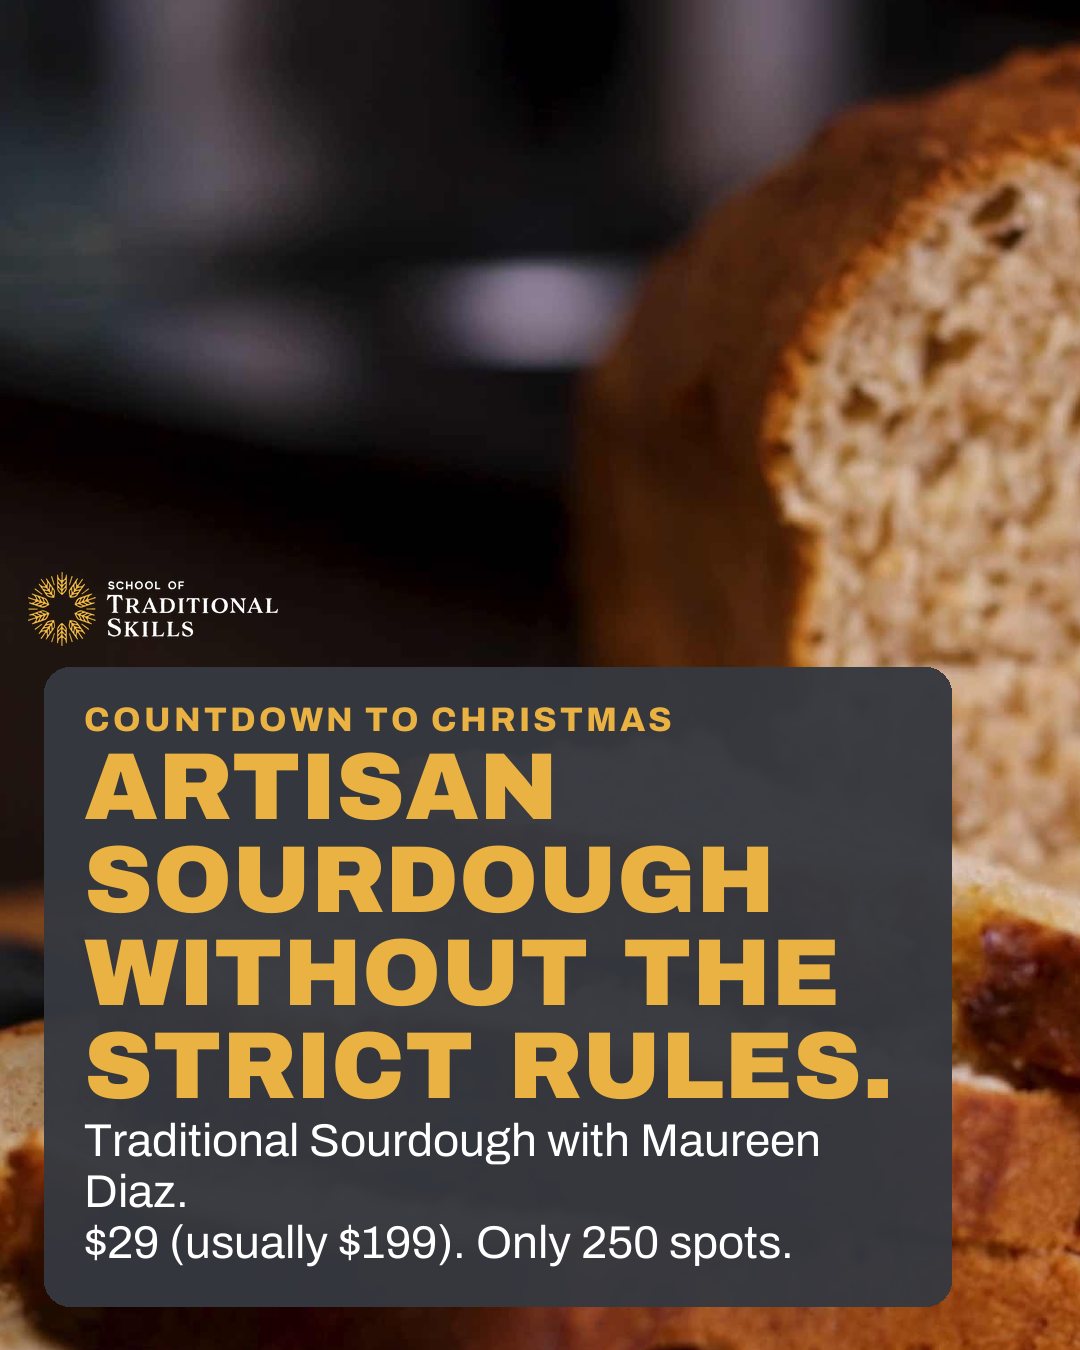 SCHOOL OF
TRADITIONAL
SKILLS
COUNTDOWN TO CHRISTMAS
ARTISAN
SOURDOUGH
WITHOUT THE
STRICT RULES.
Traditional Sourdough with Maureen
Diaz.
$29 (usually $199). Only 250 spots.